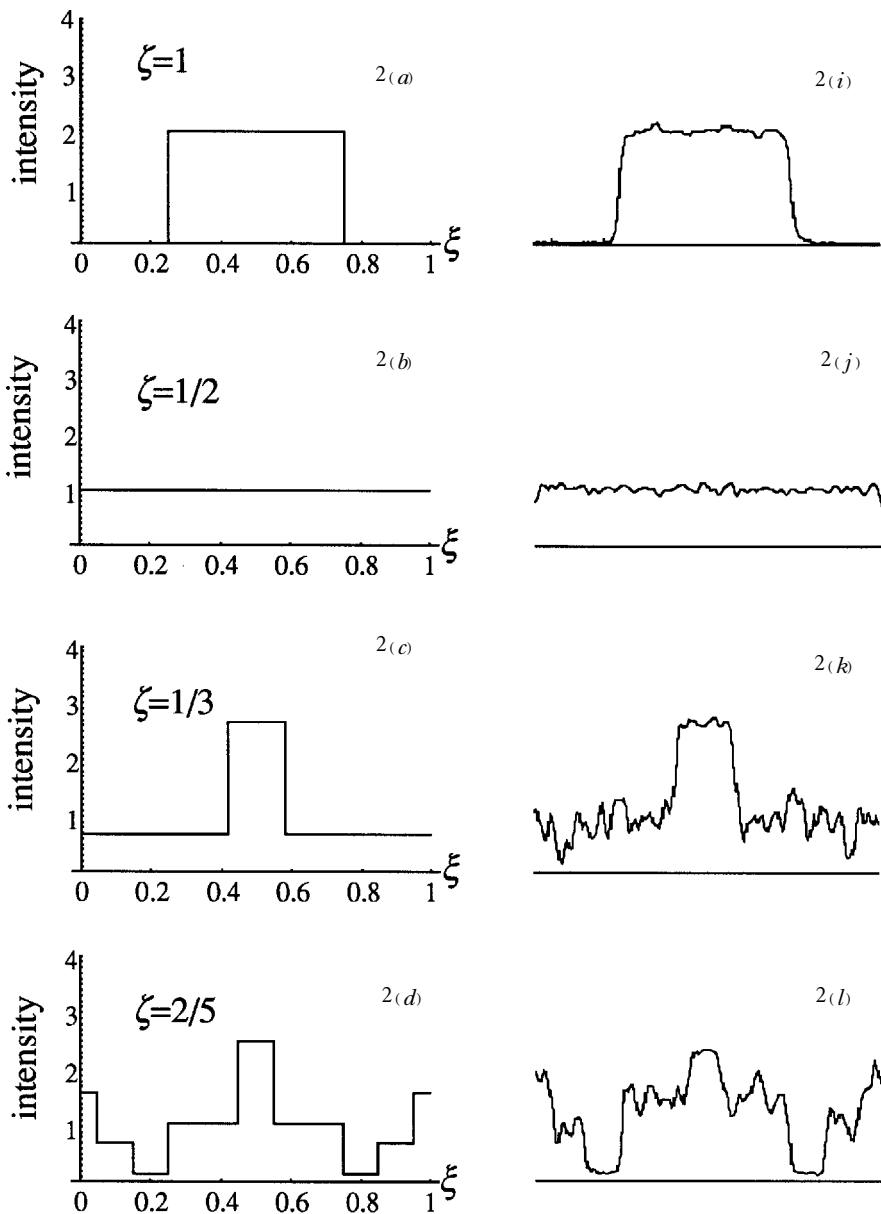 4
3
2
1
intensity
ζ=1
2(a)
ξ
0 0.2 0.4 0.6 0.8 1
2(i)
4
3
2
1
intensity
ζ=1/2
2(b)
ξ
0 0.2 0.4 0.6 0.8 1
2(j)
4
3
2
1
intensity
ζ=1/3
2(c)
ξ
0 0.2 0.4 0.6 0.8 1
2(k)
4
3
2
1
intensity
ζ=2/5
2(d)
ξ
0 0.2 0.4 0.6 0.8 1
2(l)